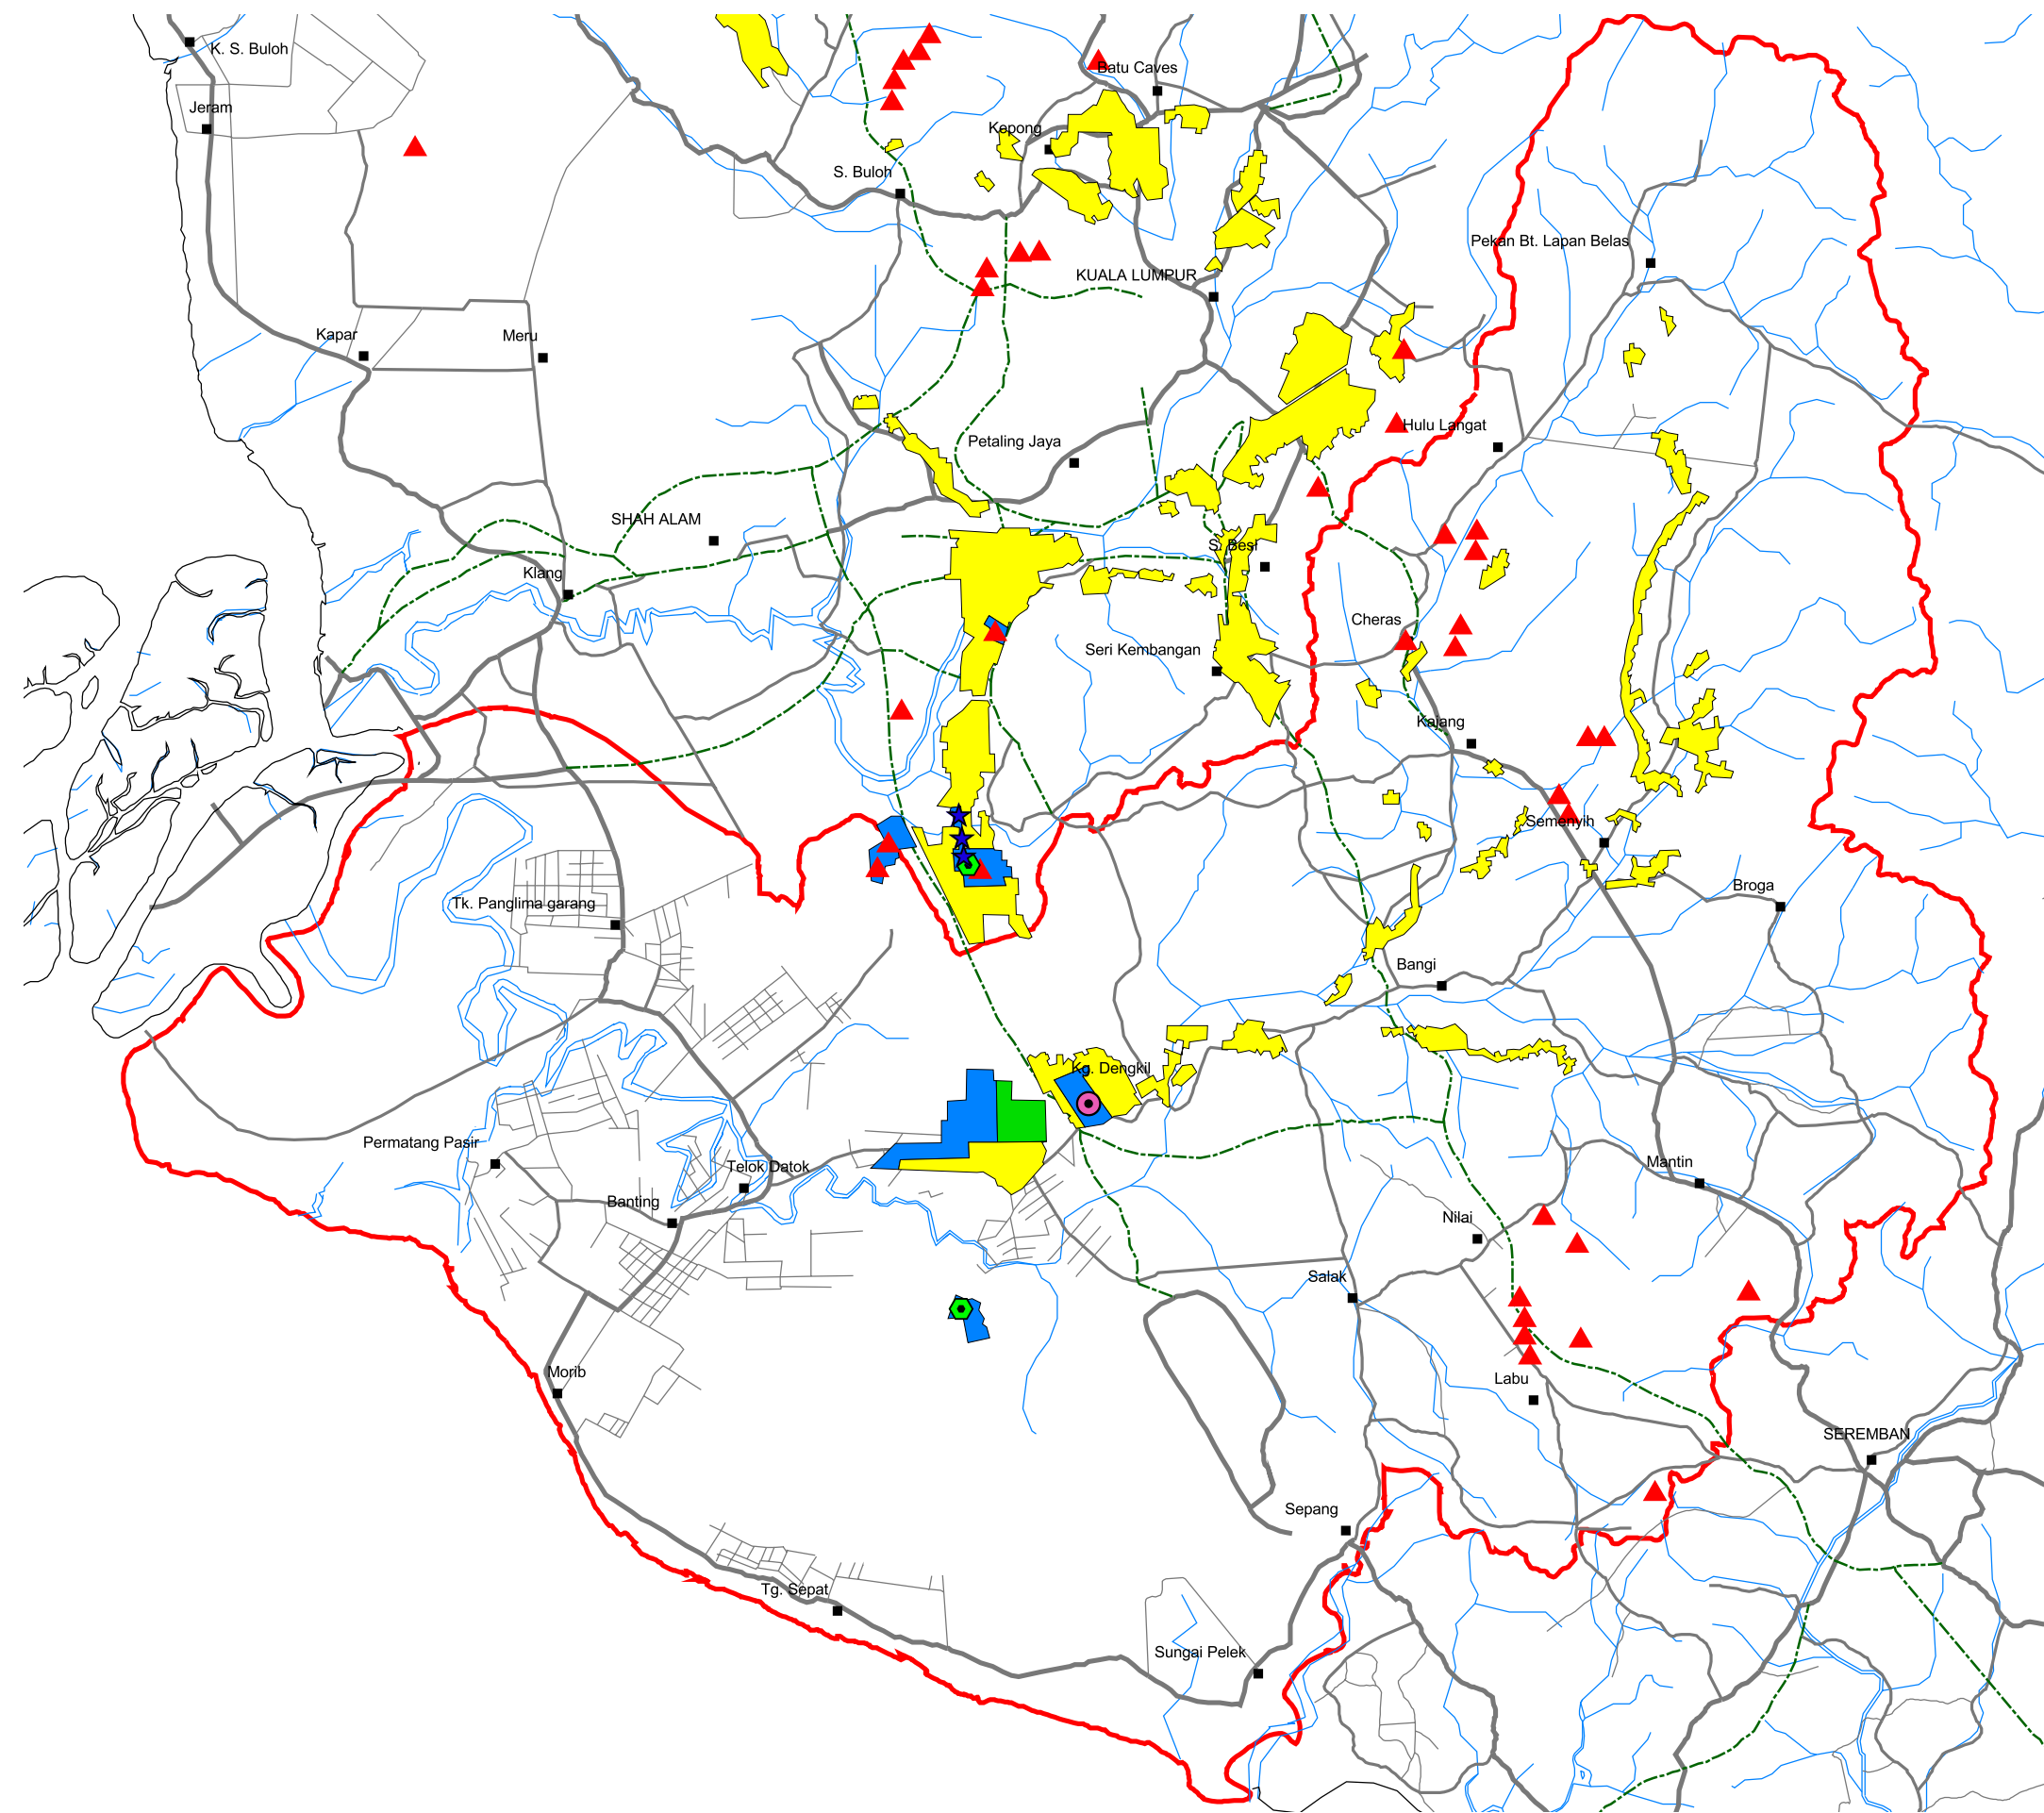 K. S. Buloh
Batu Caves
Jeram
Kepong
S. Buloh
Pekan Bt. Lapan Belas
KUALA LUMPUR
Kapar
Meru
Hulu Langat
Petaling Jaya
SHAH ALAM
S. Besi
Klang
Cheras
Seri Kembangan
Kajang
Semenyih
Broga
Tk. Panglima garang
Bangi
Kg. Dengkil
Permatang Pasir
Telok Datok
Mantin
Banting
Nilai
Salak
Morib
Labu
SEREMBAN
Sepang
Tg. Sepat
Sungai Pelek